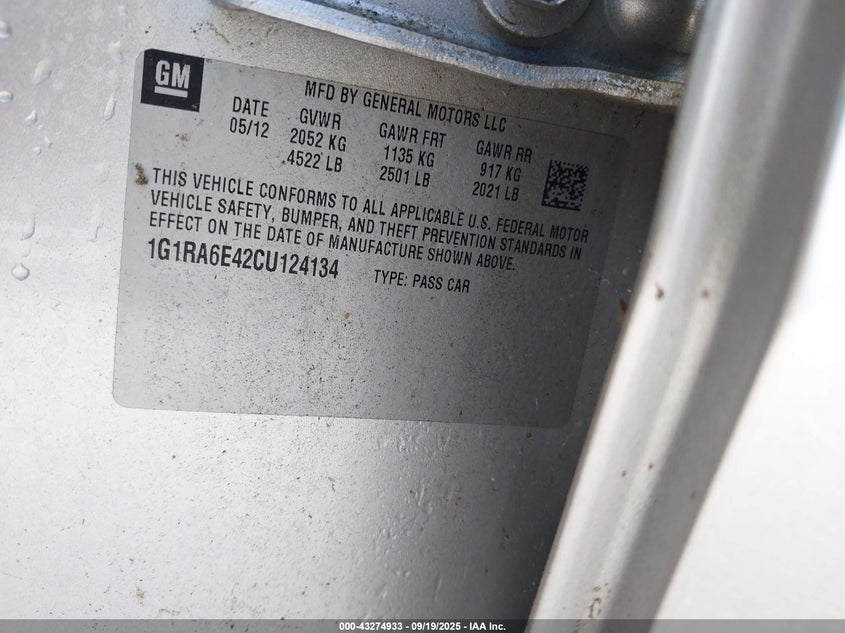 GM
MFD BY GENERAL MOTORS LLC
DATE GVWR GAWR FRT GAWR RR
05/12 2052 KG 1135 KG 917 KG
4522 LB 2501 LB 2021 LB
THIS VEHICLE CONFORMS TO ALL APPLICABLE U.S. FEDERAL MOTOR
VEHICLE SAFETY, BUMPER, AND THEFT PREVENTION STANDARDS IN
EFFECT ON THE DATE OF MANUFACTURE SHOWN ABOVE.
1G1RA6E42CU124134 TYPE: PASS CAR
000-43274933 - 09/19/2025 - IAA Inc.